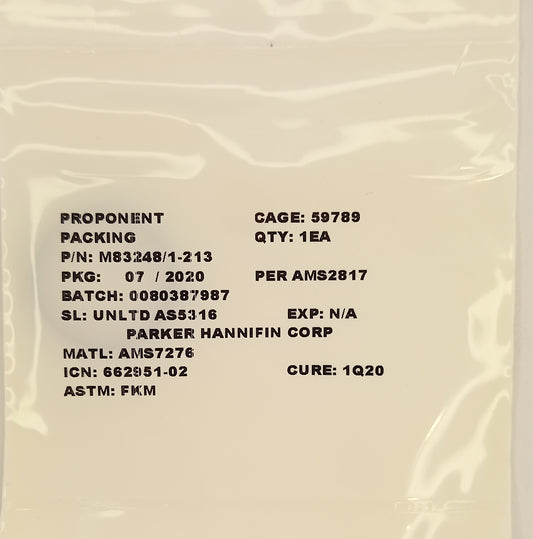 PROPONENT CAGE: 59789
PACKING QTY: 1EA
P/N: M83248/1-213
PKG: 07 / 2020 PER AMS2817
BATCH: 0080387987
SL: UNLTD AS5316 EXP: N/A
PARKER HANNIFIN CORP
MATL: AMS7276
ICN: 662951-02 CURE: 1Q20
ASTM: FKM